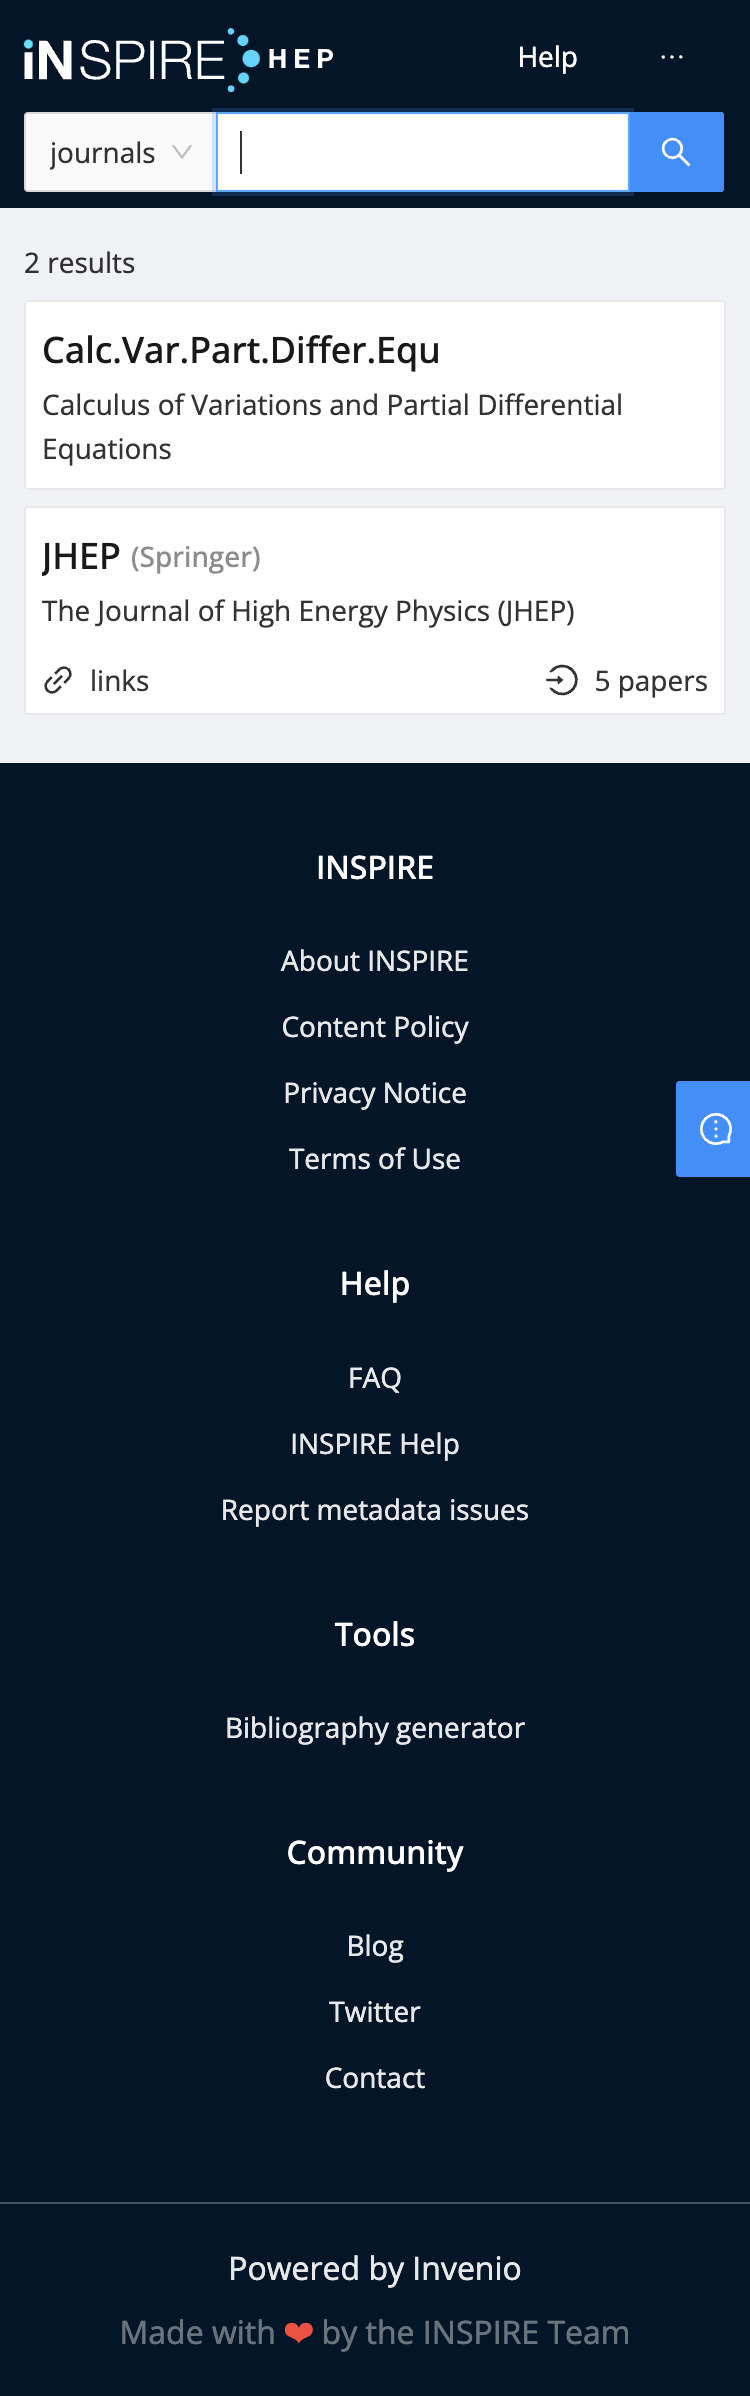 iNSPIRE HEP
Help
···
journals
2 results
Calc.Var.Part.Differ.Equ
Calculus of Variations and Partial Differential
Equations
JHEP (Springer)
The Journal of High Energy Physics (JHEP)
links
5 papers
INSPIRE
About INSPIRE
Content Policy
Privacy Notice
Terms of Use
Help
FAQ
INSPIRE Help
Report metadata issues
Tools
Bibliography generator
Community
Blog
Twitter
Contact
Powered by Invenio
Made with ❤ by the INSPIRE Team